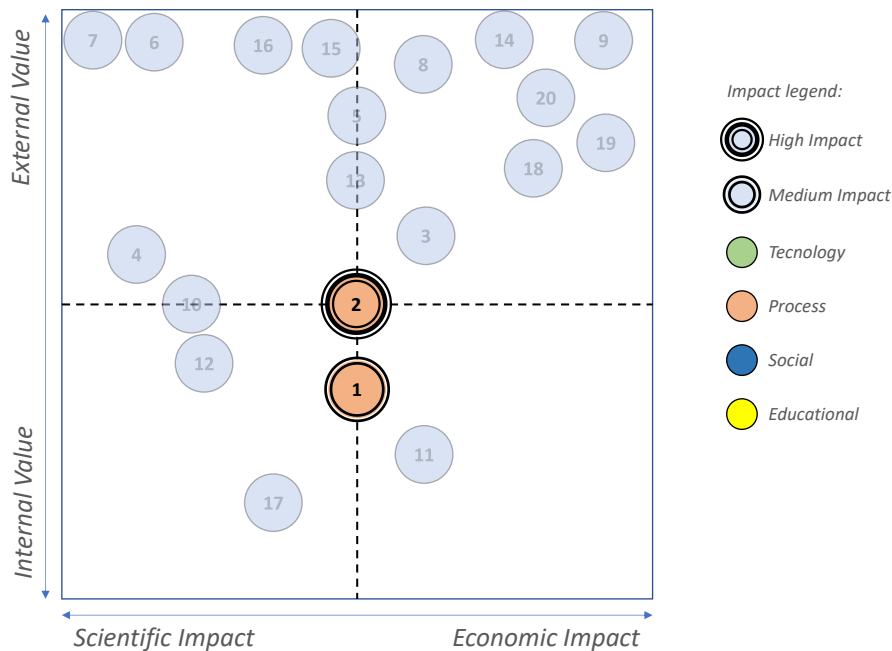 External Value
Internal Value
7
6
16
15
8
14
9
5
20
19
13
18
3
4
10
2
12
1
11
17
Scientific Impact
Economic Impact
Impact legend:
High Impact
Medium Impact
Tecnology
Process
Social
Educational